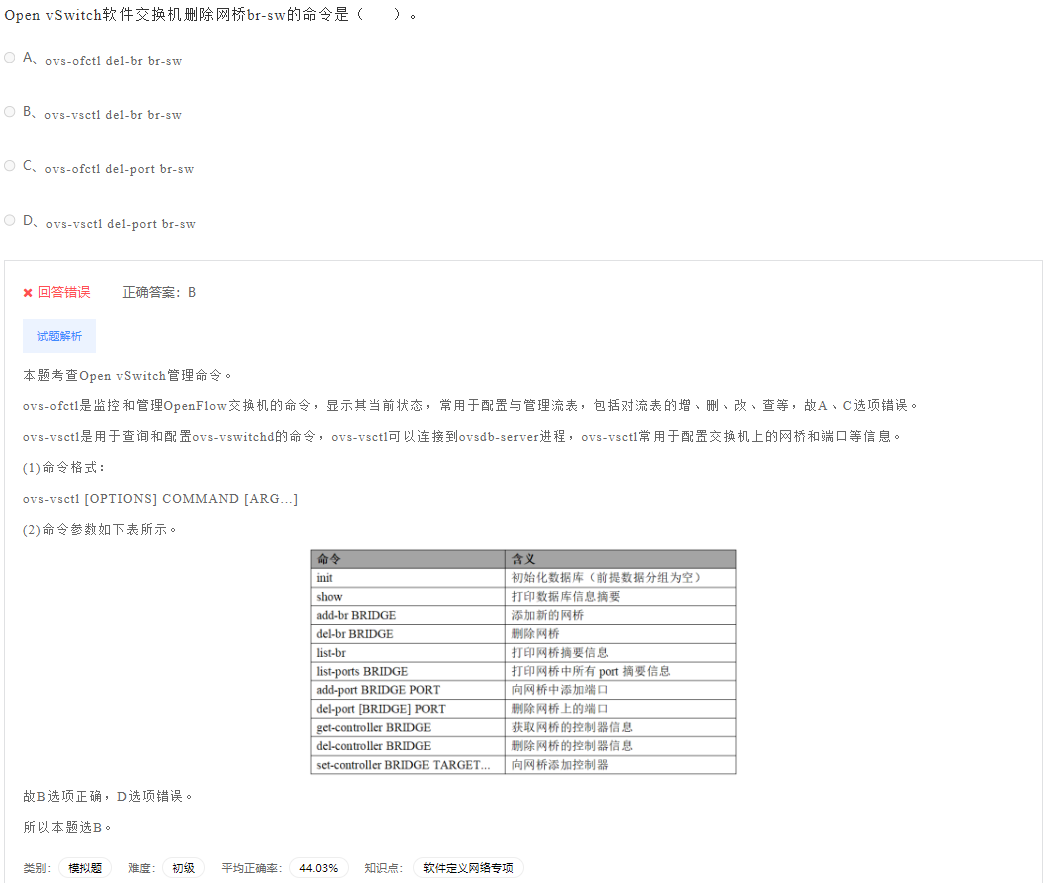 Open vSwitch软件交换机删除网桥br-sw的命令是（　　）。
A、ovs-ofctl del-br br-sw
B、ovs-vsctl del-br br-sw
C、ovs-ofctl del-port br-sw
D、ovs-vsctl del-port br-sw
回答错误 正确答案：B
试题解析
本题考查Open vSwitch管理命令。
ovs-ofctl是监控和管理OpenFlow交换机的命令，显示其当前状态，常用于配置与管理流表，包括对流表的增、删、改、查等，故A、C选项错误。
ovs-vsctl是用于查询和配置ovs-vswitchd的命令，ovs-vsctl可以连接到ovsdb-server进程，ovs-vsctl常用于配置交换机上的网桥和端口等信息。
(1)命令格式：
ovs-vsctl [OPTIONS] COMMAND [ARG...]
(2)命令参数如下表所示。
命令 含义
init 初始化数据库（前提数据分组为空）
show 打印数据库信息摘要
add-br BRIDGE 添加新的网桥
del-br BRIDGE 删除网桥
list-br 打印网桥摘要信息
list-ports BRIDGE 打印网桥中所有 port 摘要信息
add-port BRIDGE PORT 向网桥中添加端口
del-port [BRIDGE] PORT 删除网桥上的端口
get-controller BRIDGE 获取网桥的控制器信息
del-controller BRIDGE 删除网桥的控制器信息
set-controller BRIDGE TARGET... 向网桥添加控制器
故B选项正确，D选项错误。
所以本题选B。
类别： 模拟题 难度： 初级 平均正确率： 44.03% 知识点： 软件定义网络专项